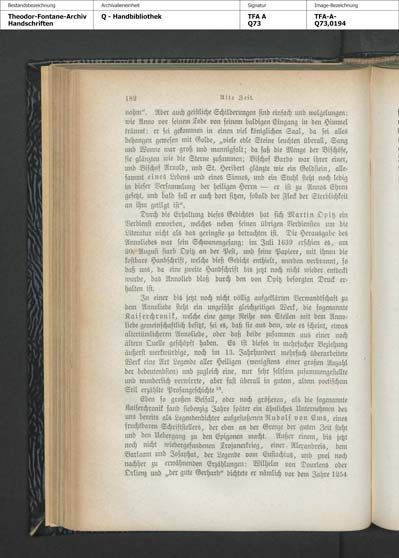 Bestandsbezeichnung
Archivalieneinheit
Signatur
Image-Bezeichnung
Theodor-Fontane-Archiv
Handschriften
Q - Handbibliothek
TFA A
Q73
TFA-A-
Q73,0194
182
Alte Zeit.
nahm“. Aber auch geistliche Schilderungen sind einfach und wolgelungen:
wie Anno vor seinem Ende von seinem baldigen Eingang in den Himmel
träumt: er sei gekommen in einen viel königlichen Saal, da sei alles
behangen gewesen mit Golde, „viele edle Steine leuchten überall, Sang
und Wonne war groß und mannigfalt; da saß die Menge der Bischöfe,
sie glänzten wie die Sterne zusammen; Bischof Bardo war ihrer einer,
und Bischof Arnold, und St. Heribert glänzte wie ein Goldstein, alle-
sammt eines Lebens und eines Sinnes, und ein Stuhl steht noch ledig
in dieser Versammlung der heiligen Herrn — er ist zu Annos Ehren
gesetzt, und bald soll er auch dort sitzen, sobald der Fleck der Sterblichkeit
an ihm getilgt ist“.
Durch die Erhaltung dieses Gedichtes hat sich Martin Opitz ein
Verdienst erworben, welches neben seinen übrigen Verdiensten um die
Literatur nicht als das geringste zu betrachten ist. Die Herausgabe des
Annoliedes war sein Schwanengesang: im Juli 1639 erschien es, am
20. August starb Opitz an der Pest, und seine Papiere, mit ihnen die
kostbare Handschrift, welche dieß Gedicht enthielt, wurden verbrannt, so
daß uns, da eine zweite Handschrift bis jetzt noch nicht wieder entdeckt
wurde, das Annolied bloß durch den von Opitz besorgten Druck er-
halten ist.
In einer bis jetzt noch nicht völlig aufgeklärten Verwandtschaft zu
dem Annoliede steht ein ungefähr gleichzeitiges Werk, die sogenannte
Kaiserchronik, welche eine ganze Reihe von Stellen mit dem Anno-
liede gemeinschaftlich besitzt, sei es, daß sie aus dem, wie es scheint, etwas
altertümlicheren Annoliede, oder daß beide zusammen aus einer noch
ältern Quelle geschöpft haben. Es ist dieses in mehrfacher Beziehung
äußerst merkwürdige, noch im 13. Jahrhundert mehrfach überarbeitete
Werk eine Art Legende aller Heiligen (wenigstens einer großen Anzahl
der bedeutendsten) und zugleich eine, nur sehr seltsam zusammengestellte
und wunderlich verwirrte, aber fast überall in gutem, altem poetischen
Stil erzählte Profangeschichte
Eben so großen Beifall, oder noch größeren, als die sogenannte
Kaiserchronik fand siebenzig Jahre später ein ähnliches Unternehmen des
uns bereits als Legendendichter aufgestoßenen Rudolf von Ems, eines
fruchtbaren Schriftstellers, der eben an der Grenze der guten Zeit steht
und den Uebergang zu den Epigonen macht. Außer einem, bis jetzt
noch nicht wiedergefundenen Trojanerkrieg, einer Alexandreis, dem
Barlaam und Josaphat, der Legende vom Eustachius, und zwei noch
nachher zu erwähnenden Erzählungen: Wilhelm von Dourlens oder
Orlienz und „der gute Gerhard“ dichtete er nämlich vor dem Jahre 1254